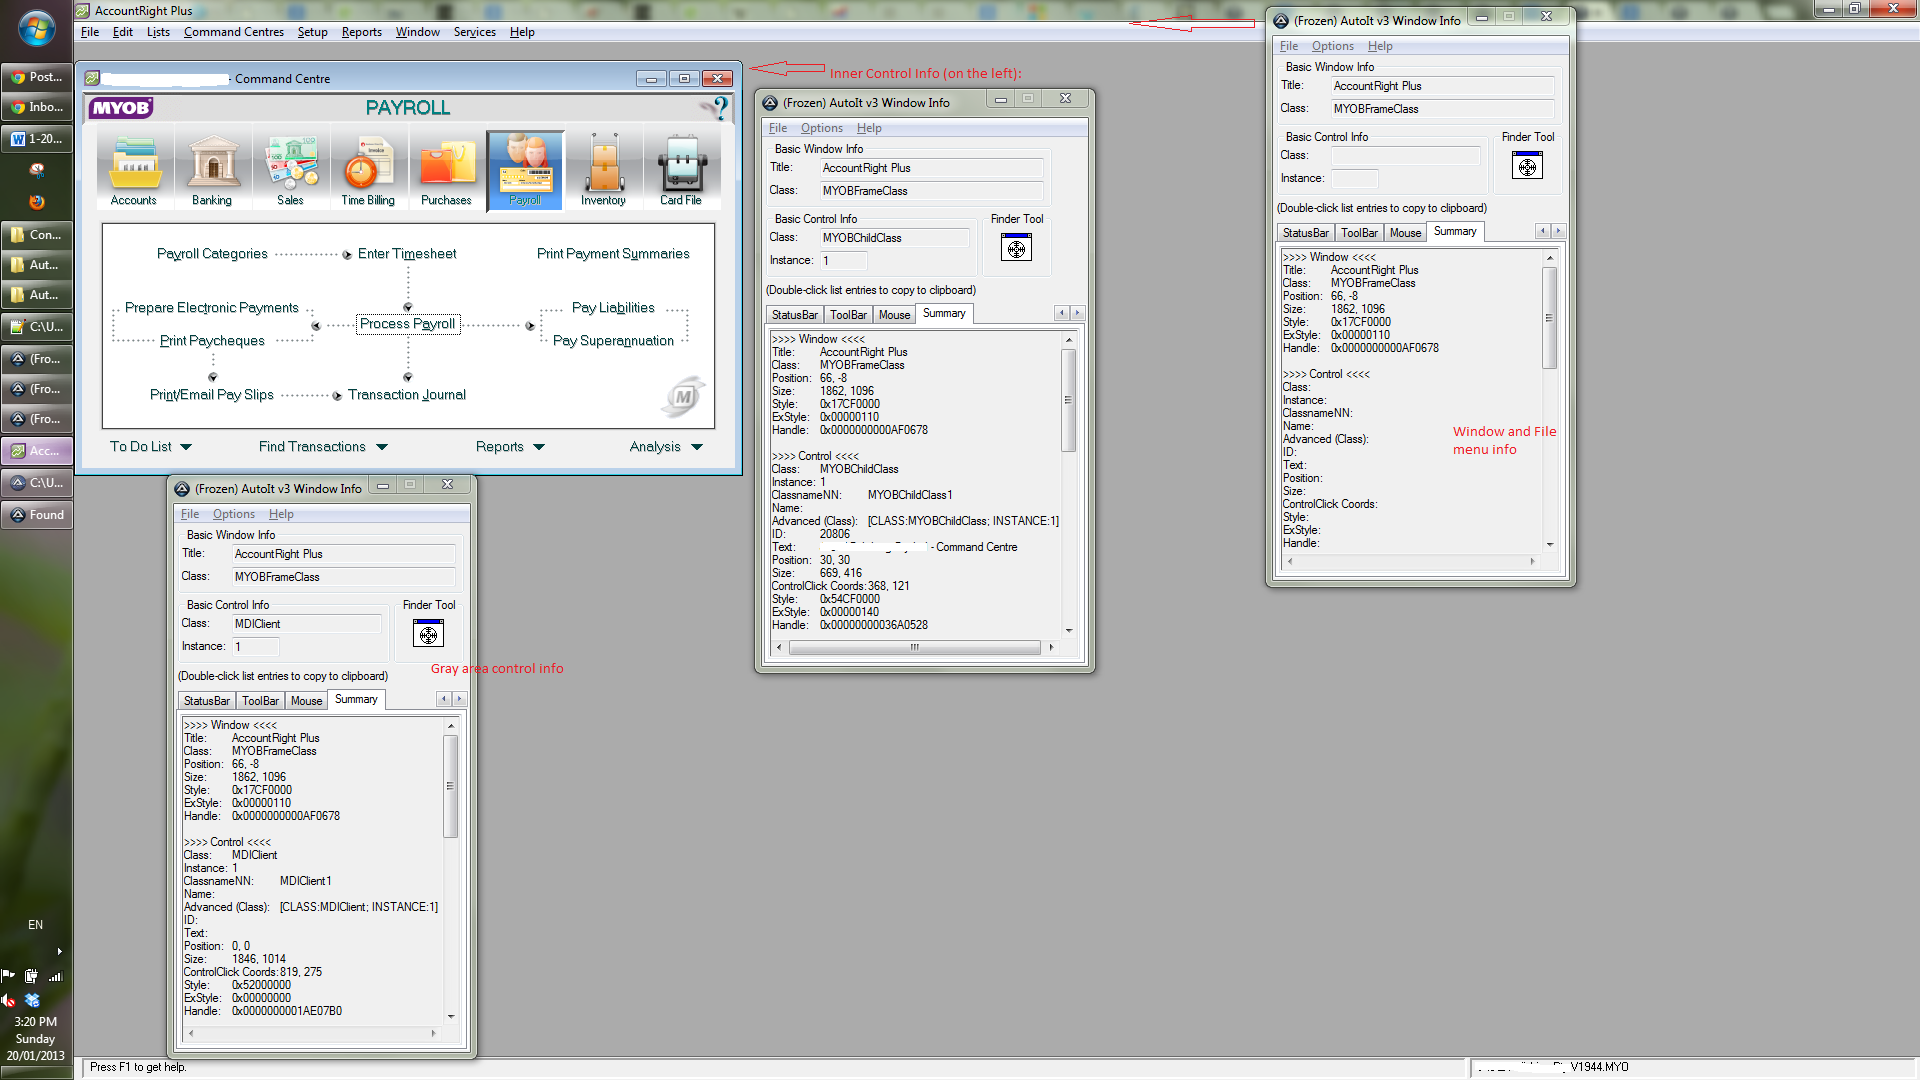 AccountRight Plus
File Edit Lists Command Centres Setup Reports Window Services Help
Post...
Inbo...
1-20...
Con...
Aut...
Aut...
C:\U...
(Fro...
(Fro...
(Fro...
Acc...
C:\U...
Found
EN
3:20 PM
Sunday
20/01/2013
- Command Centre
MYOB
PAYROLL
?
Accounts Banking Sales Time Billing Purchases Payroll Inventory Card File
Payroll Categories Enter Timesheet Print Payment Summaries
Prepare Electronic Payments Pay Liabilities
Process Payroll
Print Paycheques Pay Superannuation
Print/Email Pay Slips Transaction Journal
M
To Do List Find Transactions Reports Analysis
Inner Control Info (on the left):
(Frozen) AutoIt v3 Window Info
File Options Help
Basic Window Info
Title: AccountRight Plus
Class: MYOBFrameClass
Basic Control Info Finder Tool
Class: MYOBChildClass
Instance: 1
(Double-click list entries to copy to clipboard)
StatusBar ToolBar Mouse Summary
>>>> Window <<<<
Title: AccountRight Plus
Class: MYOBFrameClass
Position: 66, -8
Size: 1862, 1096
Style: 0x17CF0000
ExStyle: 0x00000110
Handle: 0x0000000000AF0678
>>>> Control <<<<
Class: MYOBChildClass
Instance: 1
ClassnameNN: MYOBChildClass1
Name:
Advanced (Class): [CLASS:MYOBChildClass; INSTANCE:1]
ID: 20806
Text: - Command Centre
Position: 30, 30
Size: 669, 416
ControlClick Coords: 368, 121
Style: 0x54CF0000
ExStyle: 0x00000140
Handle: 0x00000000036A0528
(Frozen) AutoIt v3 Window Info
File Options Help
Basic Window Info
Title: AccountRight Plus
Class: MYOBFrameClass
Basic Control Info Finder Tool
Class:
Instance:
(Double-click list entries to copy to clipboard)
StatusBar ToolBar Mouse Summary
>>>> Window <<<<
Title: AccountRight Plus
Class: MYOBFrameClass
Position: 66, -8
Size: 1862, 1096
Style: 0x17CF0000
ExStyle: 0x00000110
Handle: 0x0000000000AF0678
>>>> Control <<<<
Class:
Instance:
ClassnameNN:
Name:
Advanced (Class):
ID:
Text:
Position:
Size:
ControlClick Coords:
Style:
ExStyle:
Handle:
Window and File
menu info
(Frozen) AutoIt v3 Window Info
File Options Help
Basic Window Info
Title: AccountRight Plus
Class: MYOBFrameClass
Basic Control Info Finder Tool
Class: MDIClient
Instance: 1
Gray area control info
(Double-click list entries to copy to clipboard)
StatusBar ToolBar Mouse Summary
>>>> Window <<<<
Title: AccountRight Plus
Class: MYOBFrameClass
Position: 66, -8
Size: 1862, 1096
Style: 0x17CF0000
ExStyle: 0x00000110
Handle: 0x0000000000AF0678
>>>> Control <<<<
Class: MDIClient
Instance: 1
ClassnameNN: MDIClient1
Name:
Advanced (Class): [CLASS:MDIClient; INSTANCE:1]
ID:
Text:
Position: 0, 0
Size: 1846, 1014
ControlClick Coords: 819, 275
Style: 0x52000000
ExStyle: 0x00000000
Handle: 0x0000000001AE07B0
Press F1 to get help.
V1944.MYO